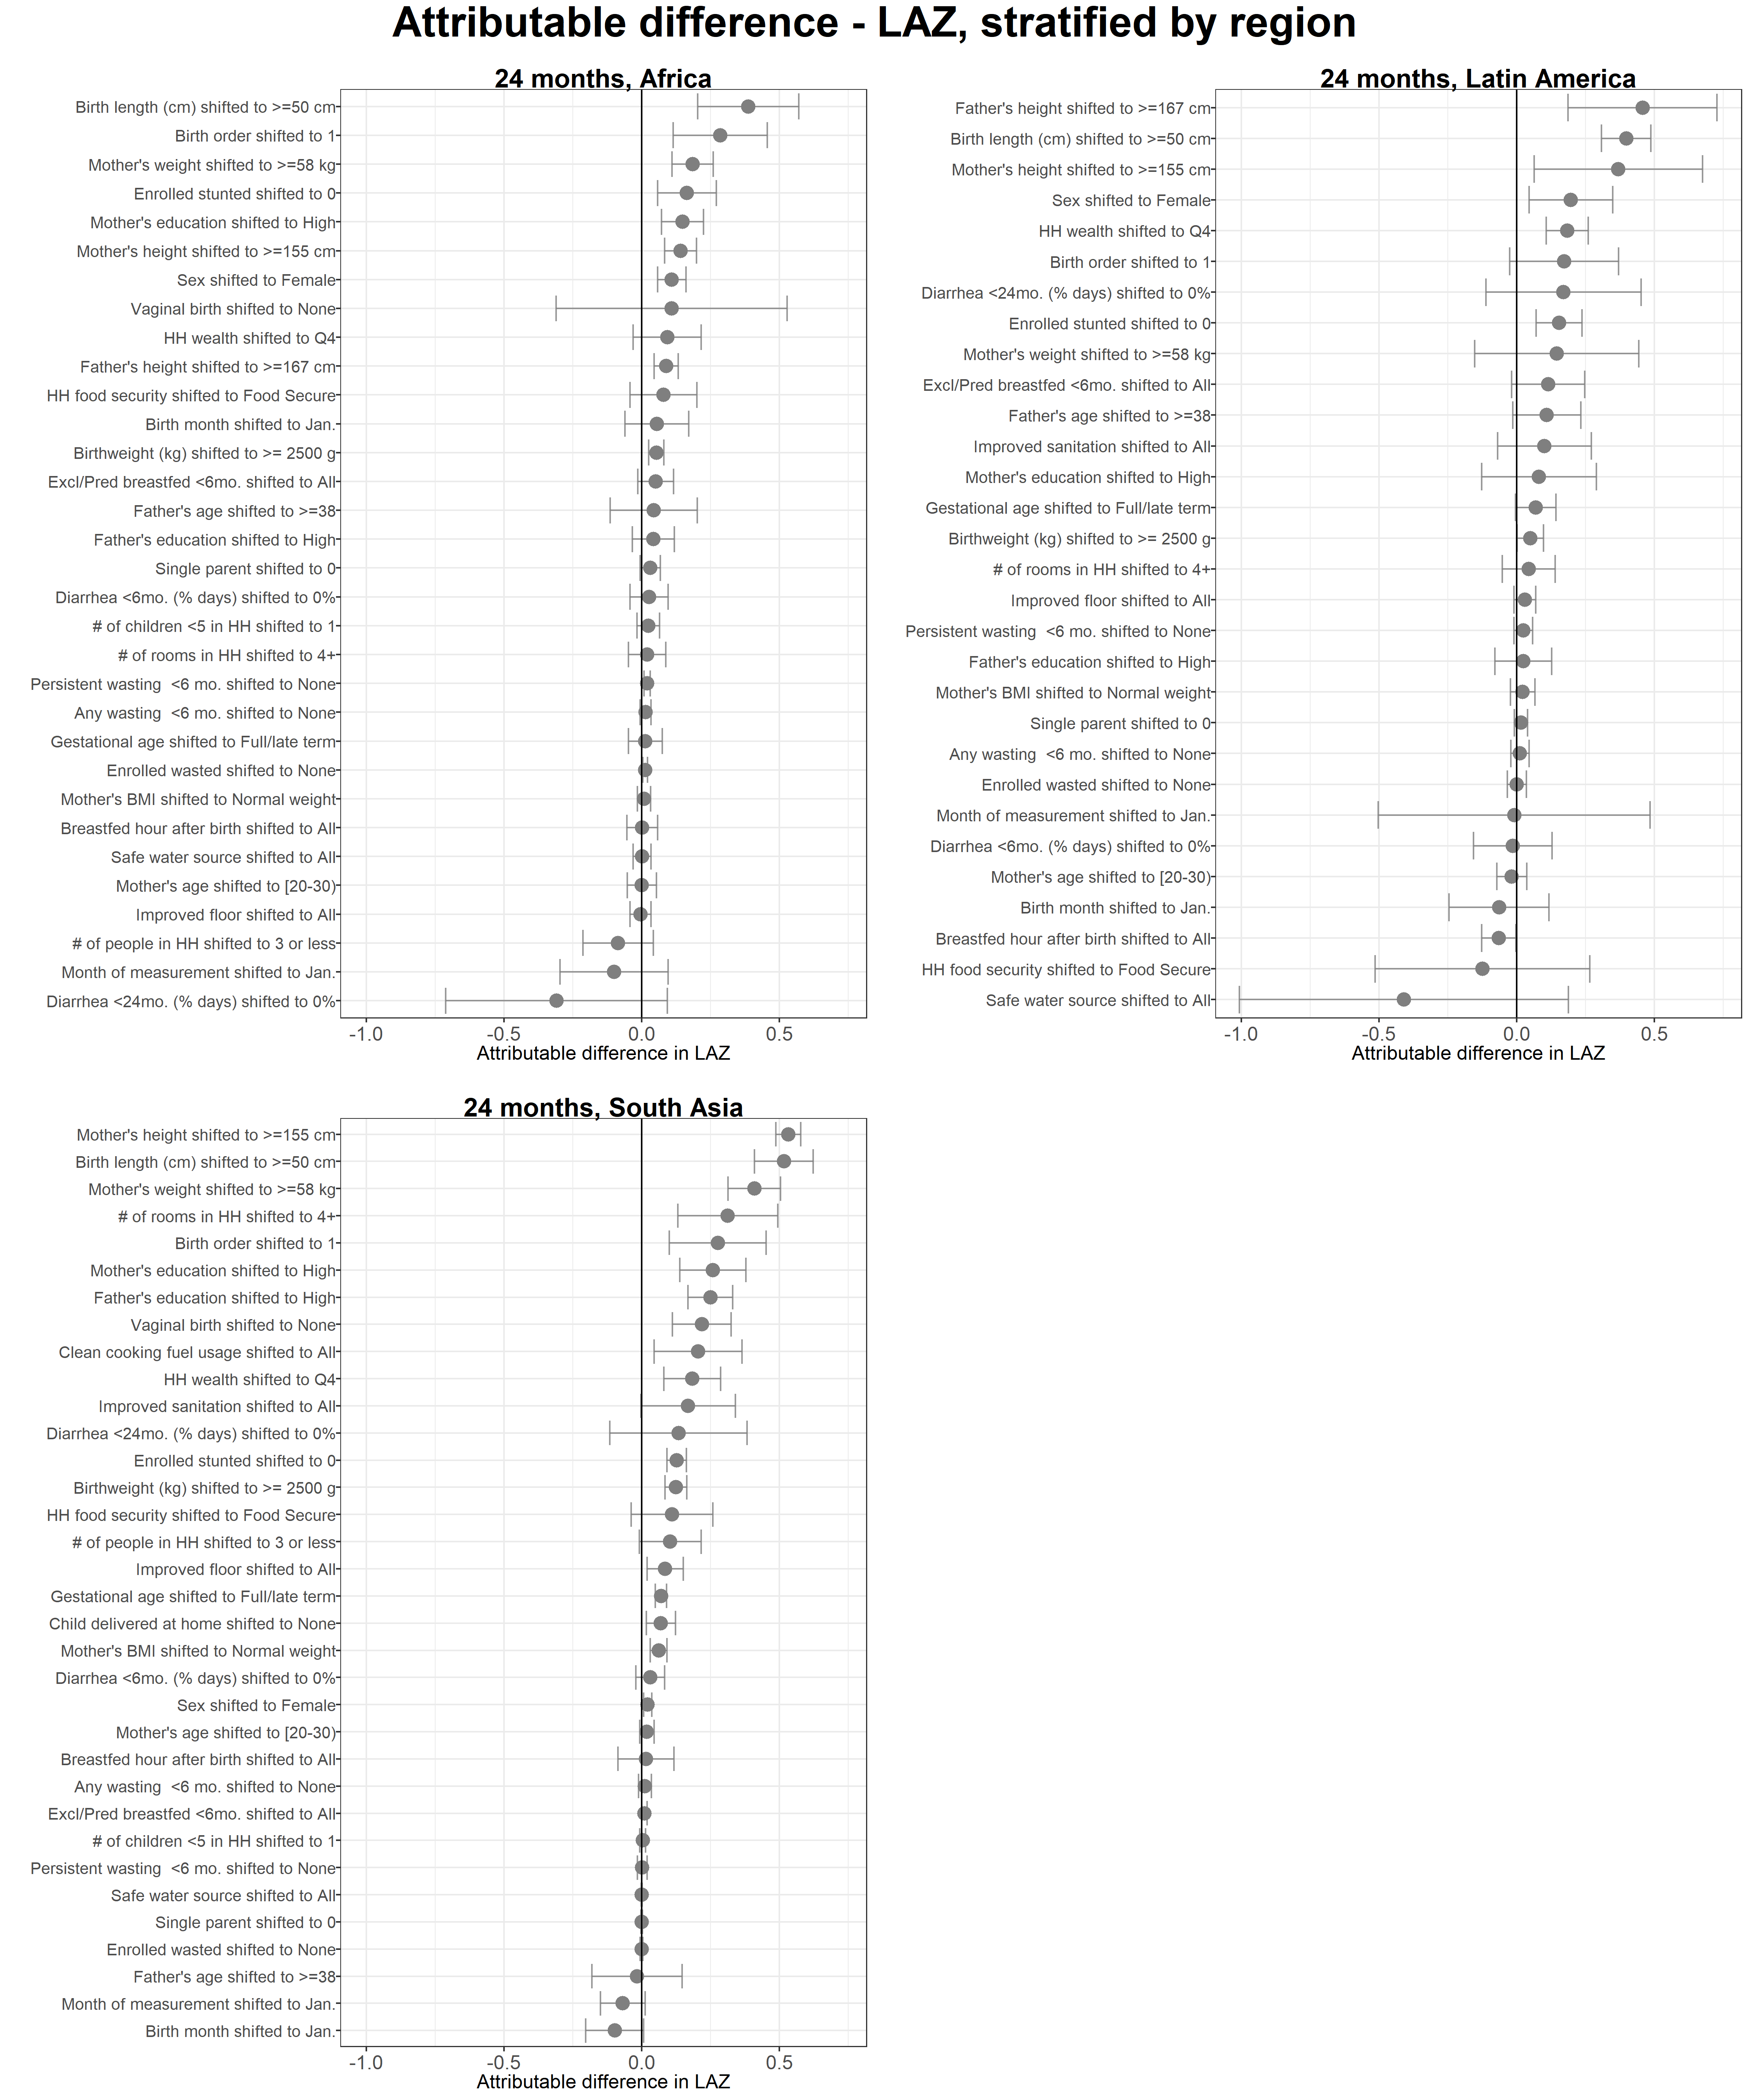 Attributable difference - LAZ, stratified by region
24 months, Africa
Birth length (cm) shifted to >=50 cm
Birth order shifted to 1
Mother's weight shifted to >=58 kg
Enrolled stunted shifted to 0
Mother's education shifted to High
Mother's height shifted to >=155 cm
Sex shifted to Female
Vaginal birth shifted to None
HH wealth shifted to Q4
Father's height shifted to >=167 cm
HH food security shifted to Food Secure
Birth month shifted to Jan.
Birthweight (kg) shifted to >= 2500 g
Excl/Pred breastfed <6mo. shifted to All
Father's age shifted to >=38
Father's education shifted to High
Single parent shifted to 0
Diarrhea <6mo. (% days) shifted to 0%
# of children <5 in HH shifted to 1
# of rooms in HH shifted to 4+
Persistent wasting  <6 mo. shifted to None
Any wasting  <6 mo. shifted to None
Gestational age shifted to Full/late term
Enrolled wasted shifted to None
Mother's BMI shifted to Normal weight
Breastfed hour after birth shifted to All
Safe water source shifted to All
Mother's age shifted to [20-30)
Improved floor shifted to All
# of people in HH shifted to 3 or less
Month of measurement shifted to Jan.
Diarrhea <24mo. (% days) shifted to 0%
-1.0 -0.5 0.0 0.5
Attributable difference in LAZ
24 months, Latin America
Father's height shifted to >=167 cm
Birth length (cm) shifted to >=50 cm
Mother's height shifted to >=155 cm
Sex shifted to Female
HH wealth shifted to Q4
Birth order shifted to 1
Diarrhea <24mo. (% days) shifted to 0%
Enrolled stunted shifted to 0
Mother's weight shifted to >=58 kg
Excl/Pred breastfed <6mo. shifted to All
Father's age shifted to >=38
Improved sanitation shifted to All
Mother's education shifted to High
Gestational age shifted to Full/late term
Birthweight (kg) shifted to >= 2500 g
# of rooms in HH shifted to 4+
Improved floor shifted to All
Persistent wasting  <6 mo. shifted to None
Father's education shifted to High
Mother's BMI shifted to Normal weight
Single parent shifted to 0
Any wasting  <6 mo. shifted to None
Enrolled wasted shifted to None
Month of measurement shifted to Jan.
Diarrhea <6mo. (% days) shifted to 0%
Mother's age shifted to [20-30)
Birth month shifted to Jan.
Breastfed hour after birth shifted to All
HH food security shifted to Food Secure
Safe water source shifted to All
-1.0 -0.5 0.0 0.5
Attributable difference in LAZ
24 months, South Asia
Mother's height shifted to >=155 cm
Birth length (cm) shifted to >=50 cm
Mother's weight shifted to >=58 kg
# of rooms in HH shifted to 4+
Birth order shifted to 1
Mother's education shifted to High
Father's education shifted to High
Vaginal birth shifted to None
Clean cooking fuel usage shifted to All
HH wealth shifted to Q4
Improved sanitation shifted to All
Diarrhea <24mo. (% days) shifted to 0%
Enrolled stunted shifted to 0
Birthweight (kg) shifted to >= 2500 g
HH food security shifted to Food Secure
# of people in HH shifted to 3 or less
Improved floor shifted to All
Gestational age shifted to Full/late term
Child delivered at home shifted to None
Mother's BMI shifted to Normal weight
Diarrhea <6mo. (% days) shifted to 0%
Sex shifted to Female
Mother's age shifted to [20-30)
Breastfed hour after birth shifted to All
Any wasting  <6 mo. shifted to None
Excl/Pred breastfed <6mo. shifted to All
# of children <5 in HH shifted to 1
Persistent wasting  <6 mo. shifted to None
Safe water source shifted to All
Single parent shifted to 0
Enrolled wasted shifted to None
Father's age shifted to >=38
Month of measurement shifted to Jan.
Birth month shifted to Jan.
-1.0 -0.5 0.0 0.5
Attributable difference in LAZ